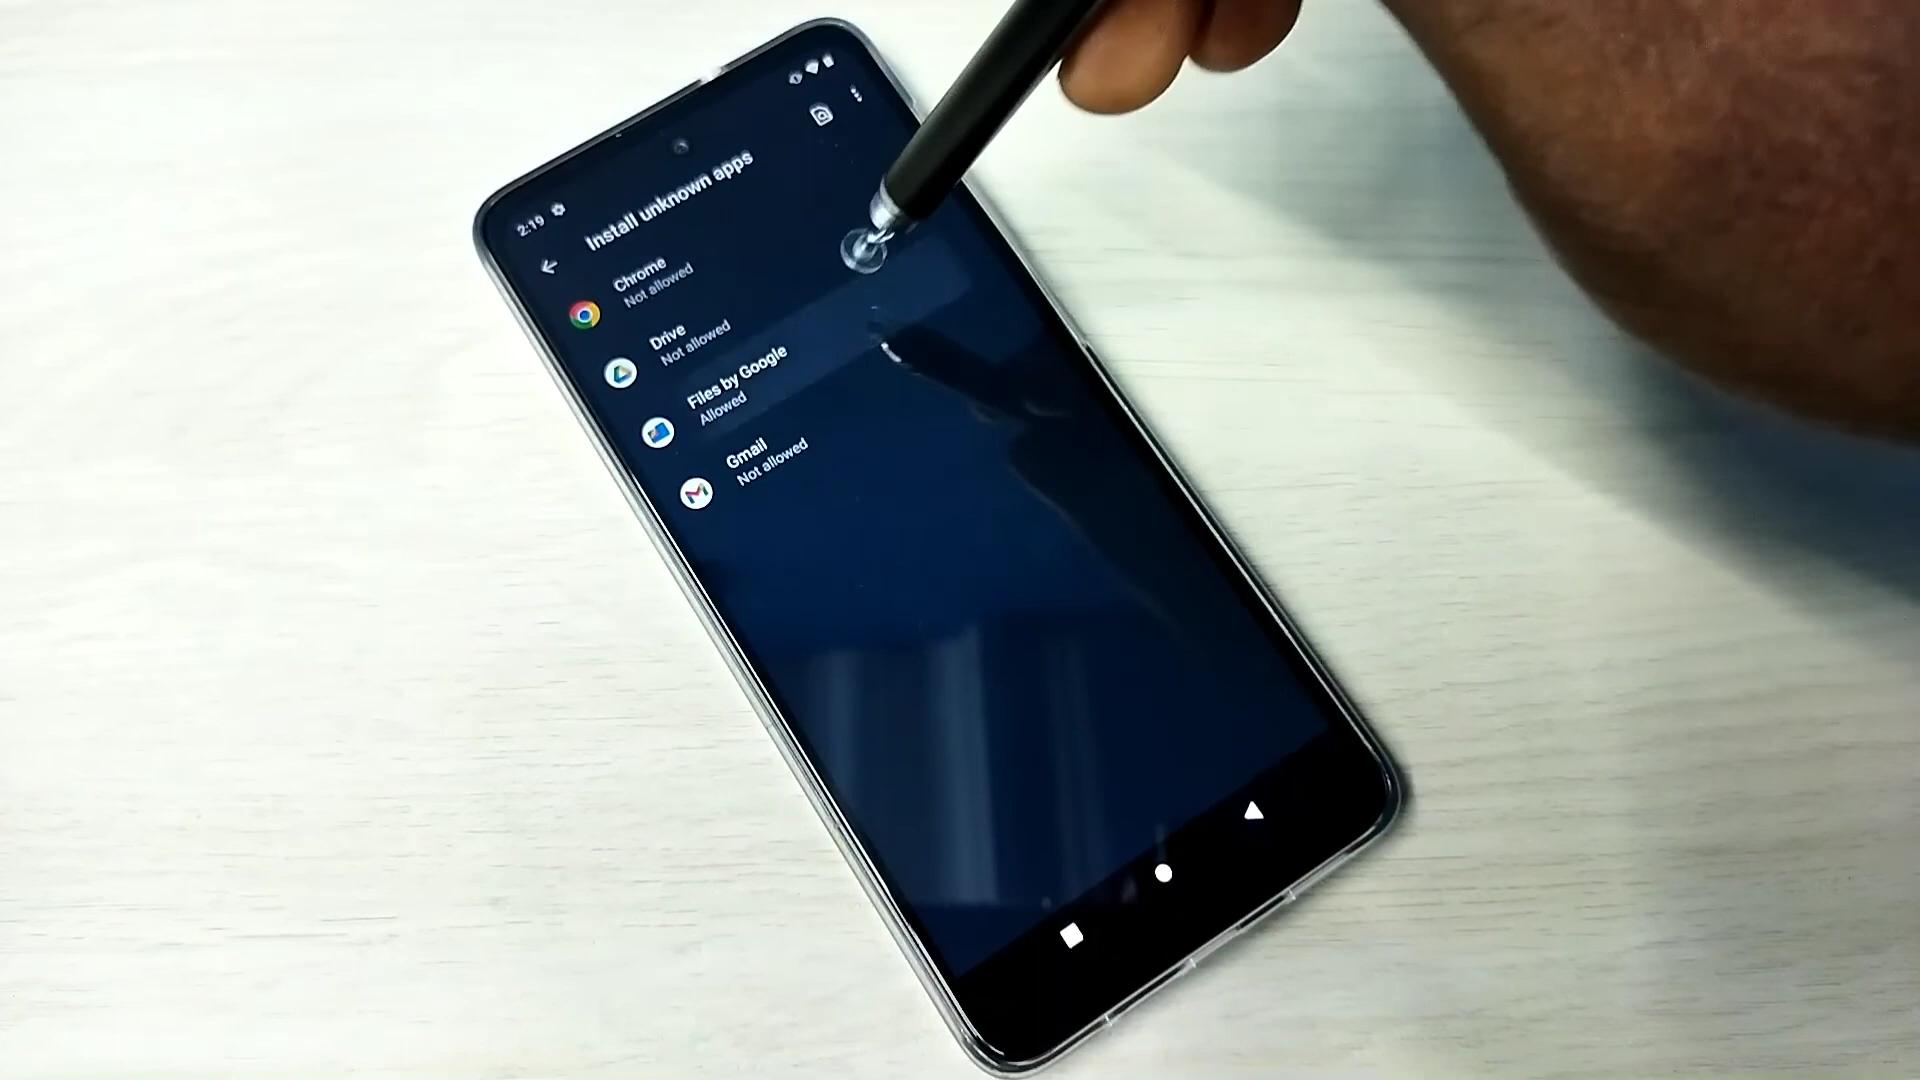 2:19
Install unknown apps
Chrome
Not allowed
Drive
Not allowed
Files by Google
Allowed
Gmail
Not allowed